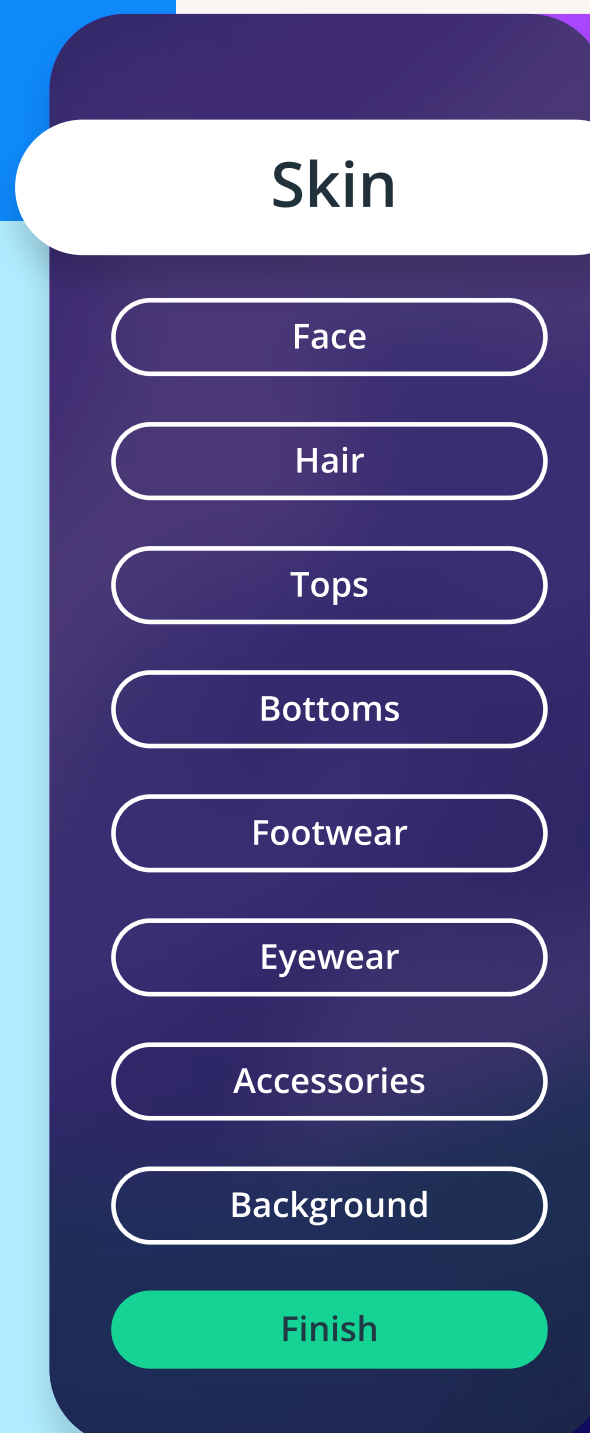 Skin
Face
Hair
Tops
Bottoms
Footwear
Eyewear
Accessories
Background
Finish